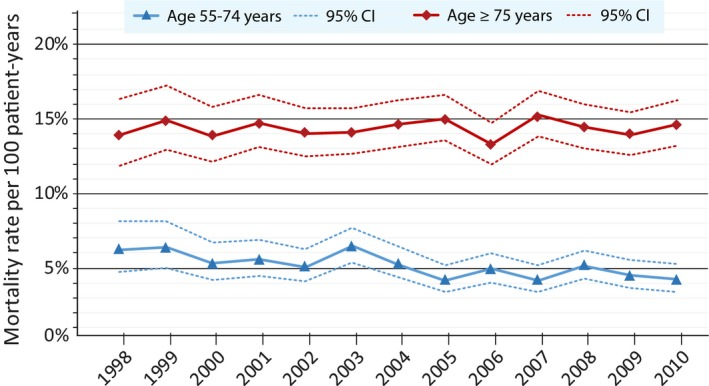 Age 55-74 years 95% CI Age ≥ 75 years 95% CI
Mortality rate per 100 patient-years
20%
15%
10%
5%
0%
1998 1999 2000 2001 2002 2003 2004 2005 2006 2007 2008 2009 2010